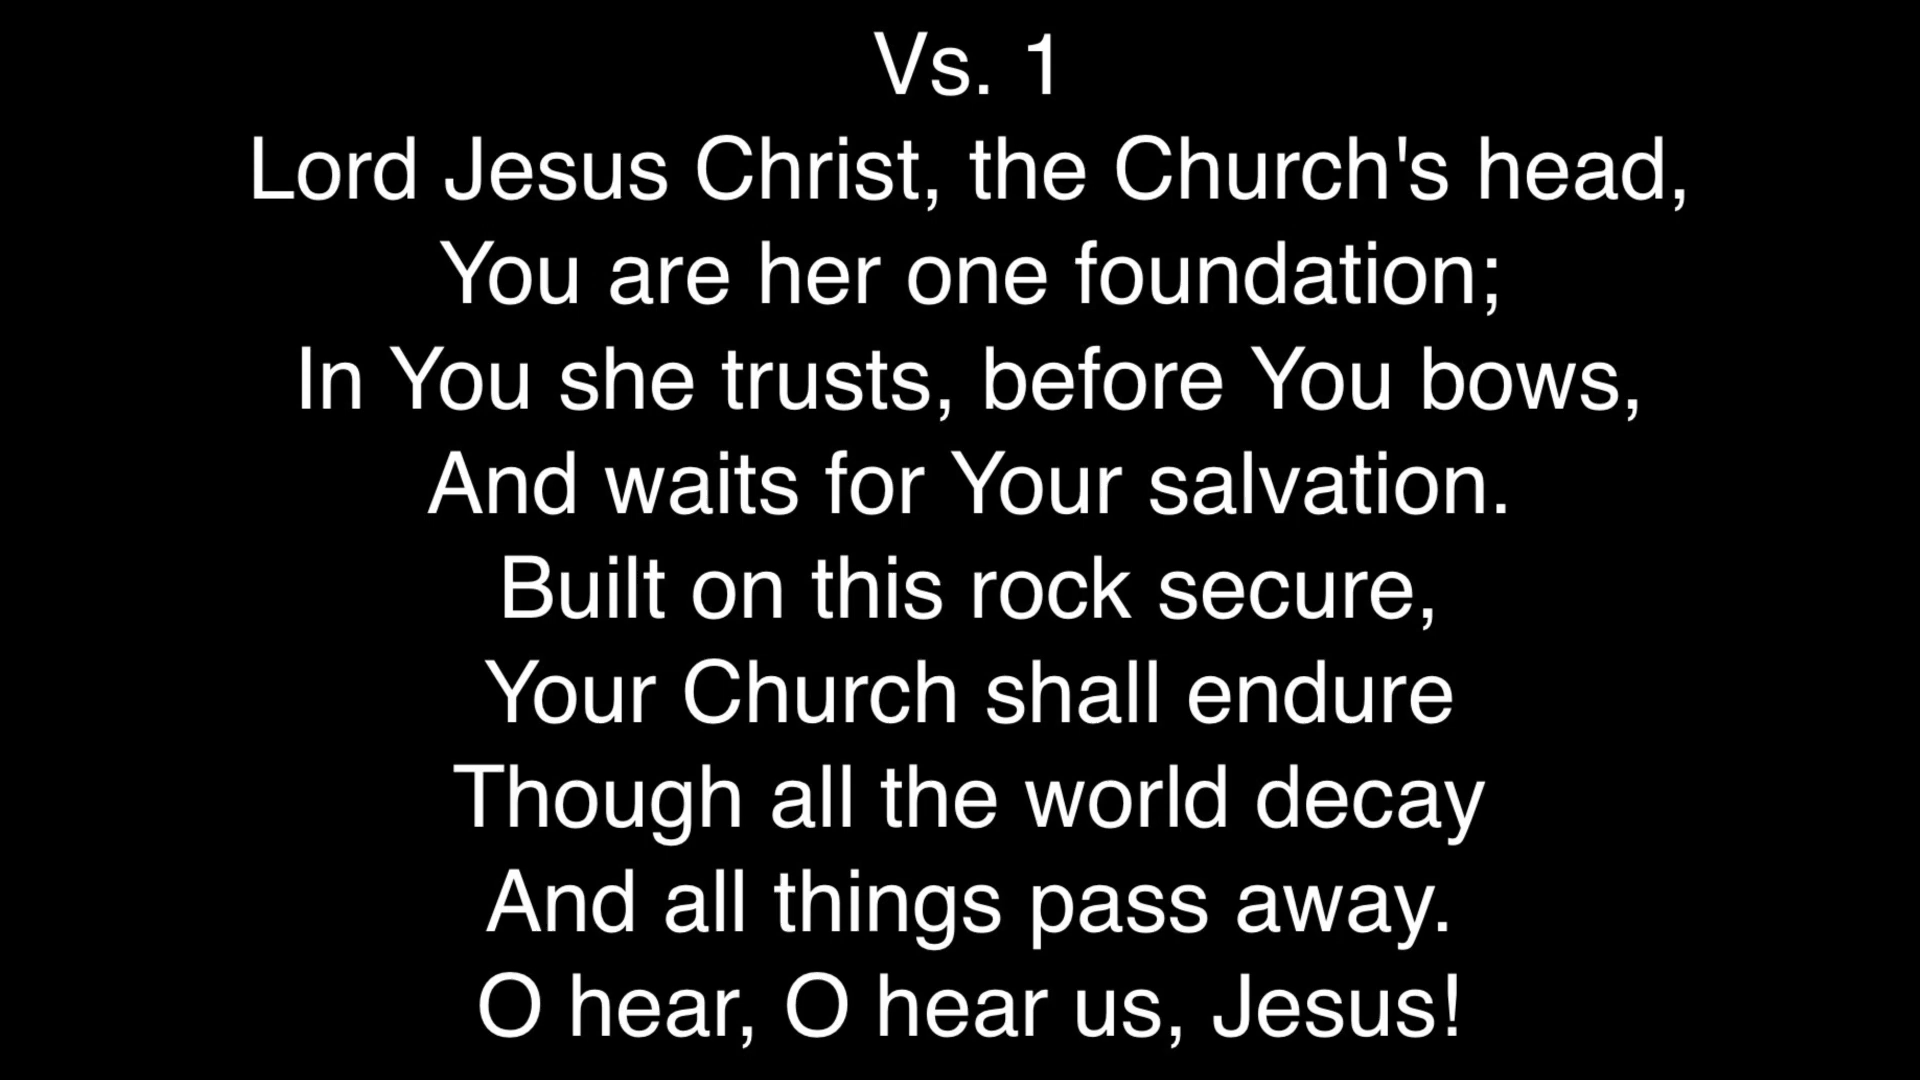 Vs. 1
Lord Jesus Christ, the Church's head,
You are her one foundation;
In You she trusts, before You bows,
And waits for Your salvation.
Built on this rock secure,
Your Church shall endure
Though all the world decay
And all things pass away.
O hear, O hear us, Jesus!